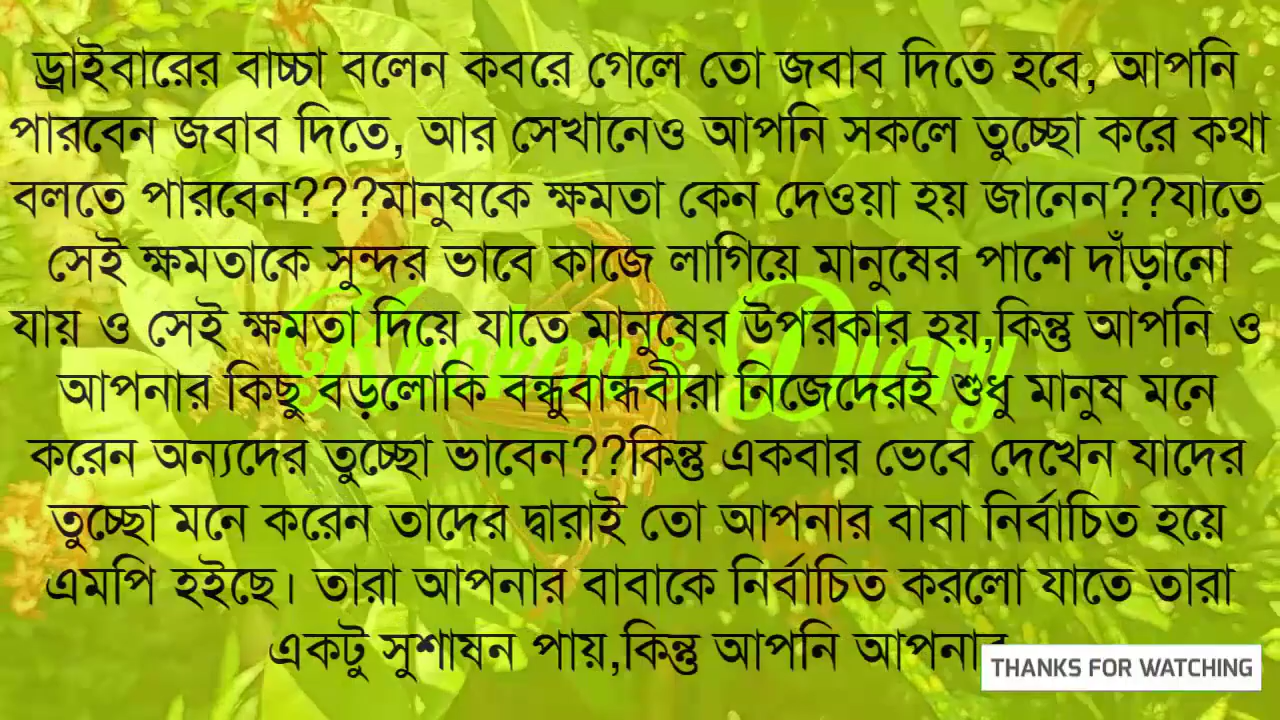 ড্রাইবারের বাচ্চা বলেন কবরে গেলে তো জবাব দিতে হবে, আপনি
পারবেন জবাব দিতে, আর সেখানেও আপনি সকলে তুচ্ছো করে কথা
বলতে পারবেন???মানুষকে ক্ষমতা কেন দেওয়া হয় জানেন??যাতে
সেই ক্ষমতাকে সুন্দর ভাবে কাজে লাগিয়ে মানুষের পাশে দাঁড়ানো
যায় ও সেই ক্ষমতা দিয়ে যাতে মানুষের উপরকার হয়,কিন্তু আপনি ও
আপনার কিছু বড়লোকি বন্ধুবান্ধবীরা নিজেদেরই শুধু মানুষ মনে
করেন অন্যদের তুচ্ছো ভাবেন??কিন্তু একবার ভেবে দেখেন যাদের
তুচ্ছো মনে করেন তাদের দ্বারাই তো আপনার বাবা নির্বাচিত হয়ে
এমপি হইছে। তারা আপনার বাবাকে নির্বাচিত করলো যাতে তারা
একটু সুশাষন পায়,কিন্তু আপনি আপনার
THANKS FOR WATCHING
Diary